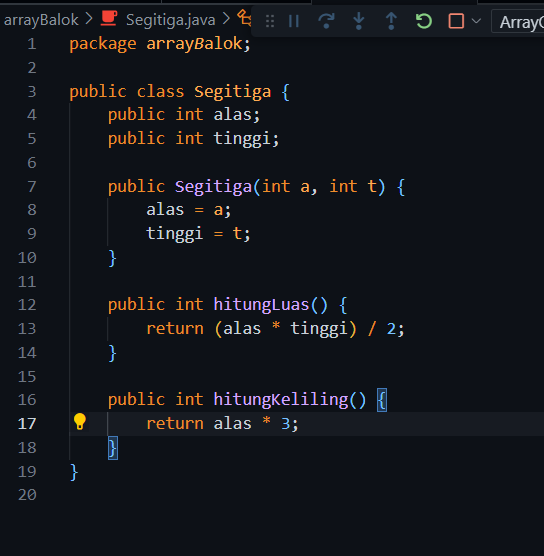 arrayBalok > Segitiga.java >
1 package arrayBalok;
2
3 public class Segitiga {
4     public int alas;
5     public int tinggi;
6
7     public Segitiga(int a, int t) {
8         alas = a;
9         tinggi = t;
10     }
11
12     public int hitungLuas() {
13         return (alas * tinggi) / 2;
14     }
15
16     public int hitungKeliling() {
17         return alas * 3;
18     }
19 }
20